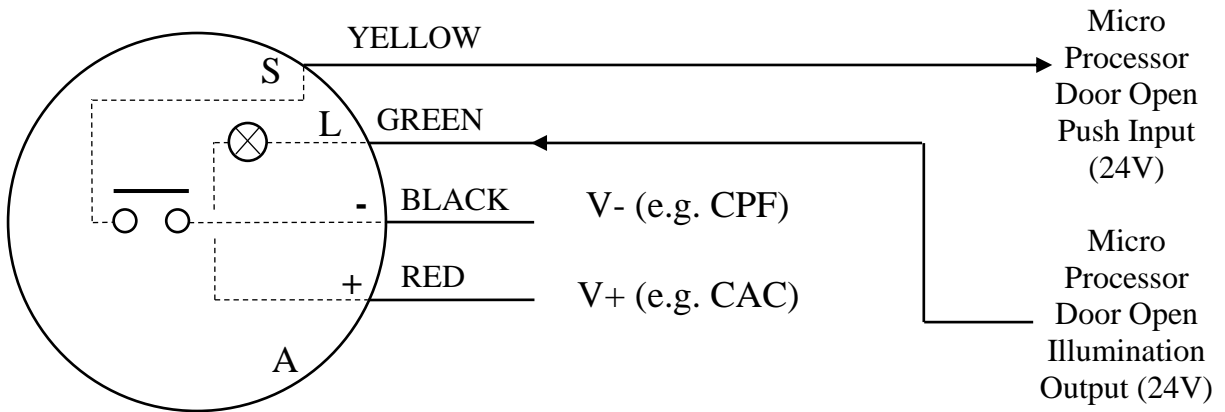 YELLOW
S
Micro
Processor
Door Open
Push Input
(24V)
L
GREEN
-
BLACK
V- (e.g. CPF)
+
RED
V+ (e.g. CAC)
A
Micro
Processor
Door Open
Illumination
Output (24V)